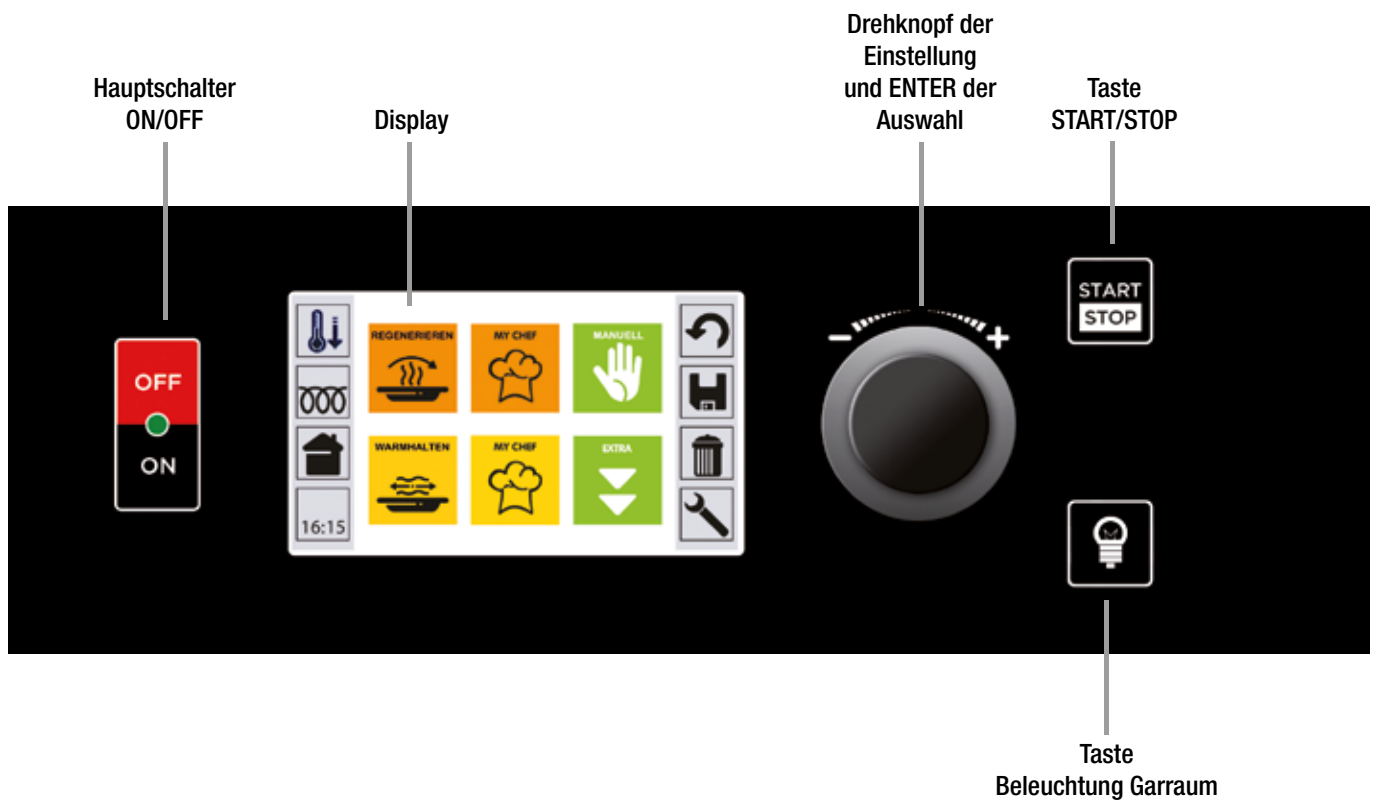 Drehknopf der
Einstellung
und ENTER der
Auswahl
Hauptschalter
ON/OFF
Display
Taste
START/STOP
OFF
ON
REGENERIEREN
MY CHEF
MANUELL
WARMHALTEN
MY CHEF
EXTRA
16:15
− +
START
STOP
Taste
Beleuchtung Garraum